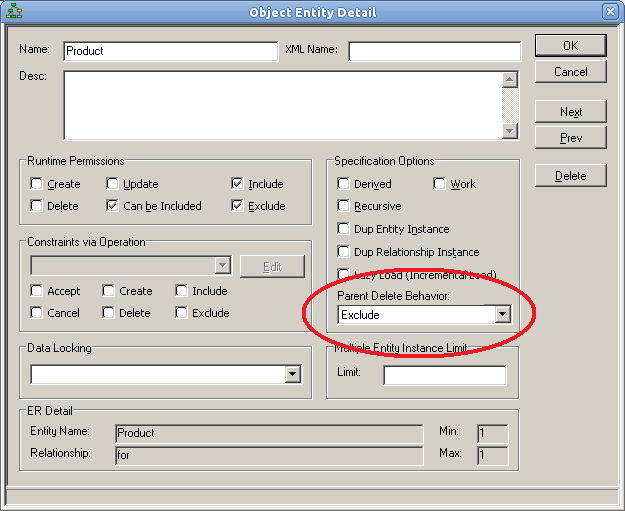 Object Entity Detail
Name: Product XML Name: OK
Desc: Cancel
Next
Prev
Delete
Runtime Permissions
Create Update Include
Delete Can be Included Exclude
Specification Options
Derived Work
Recursive
Dup Entity Instance
Dup Relationship Instance
Lazy Load (Incremental Load)
Parent Delete Behavior:
Exclude
Constraints via Operation
Edit
Accept Create Include
Cancel Delete Exclude
Data Locking
Multiple Entity Instance Limit
Limit:
ER Detail
Entity Name: Product Min: 1
Relationship: for Max: 1